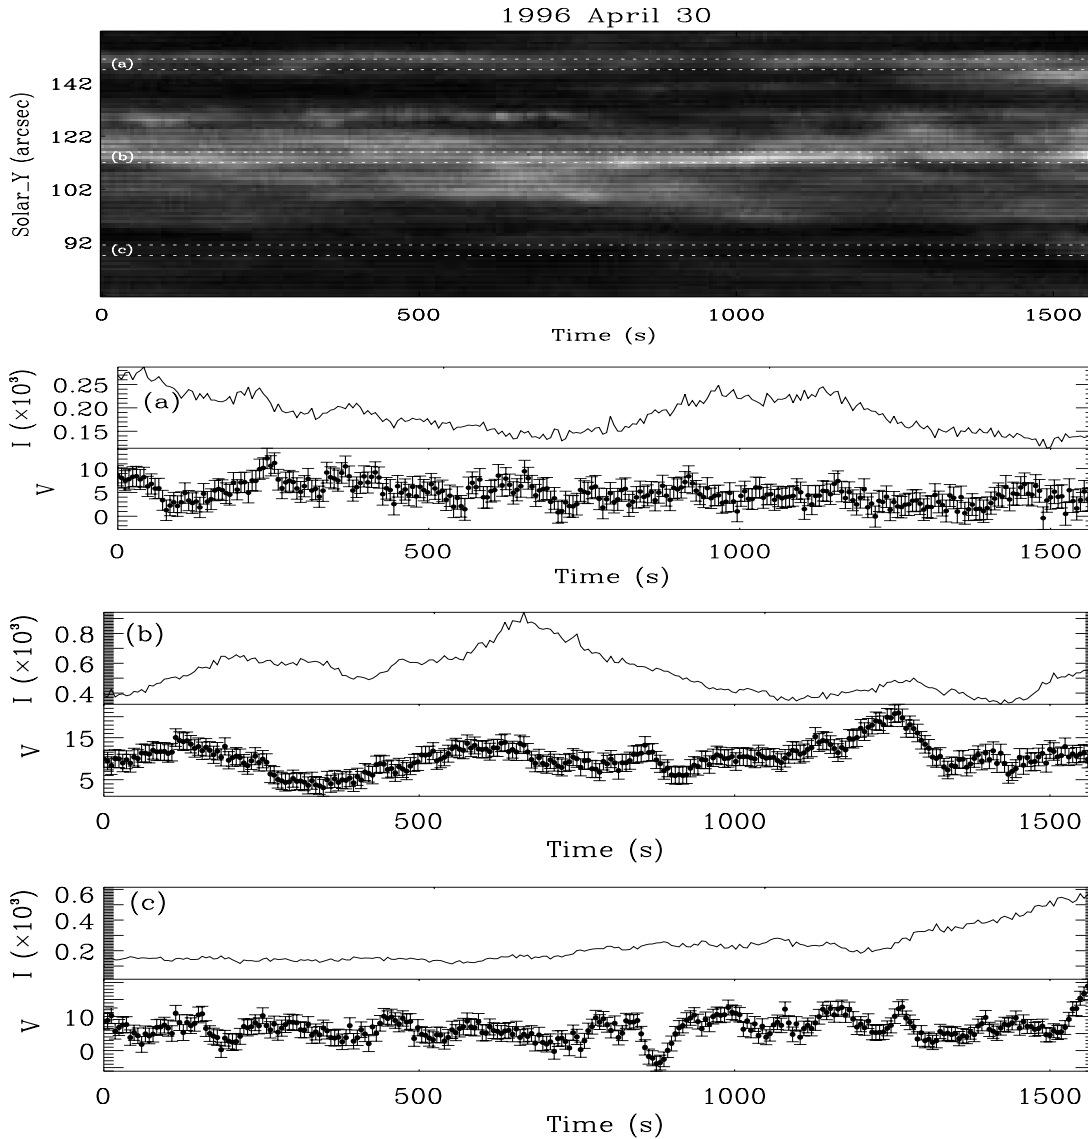 1996 April 30
Solar_Y (arcsec)
142
122
102
92
(a)
(b)
(c)
0 500 1000 1500
Time (s)
I (×10³)
0.25
0.20
0.15
(a)
V
10
5
0
0 500 1000 1500
Time (s)
I (×10³)
0.8
0.6
0.4
(b)
V
15
5
0 500 1000 1500
Time (s)
I (×10³)
0.6
0.4
0.2
(c)
V
10
0
0 500 1000 1500
Time (s)